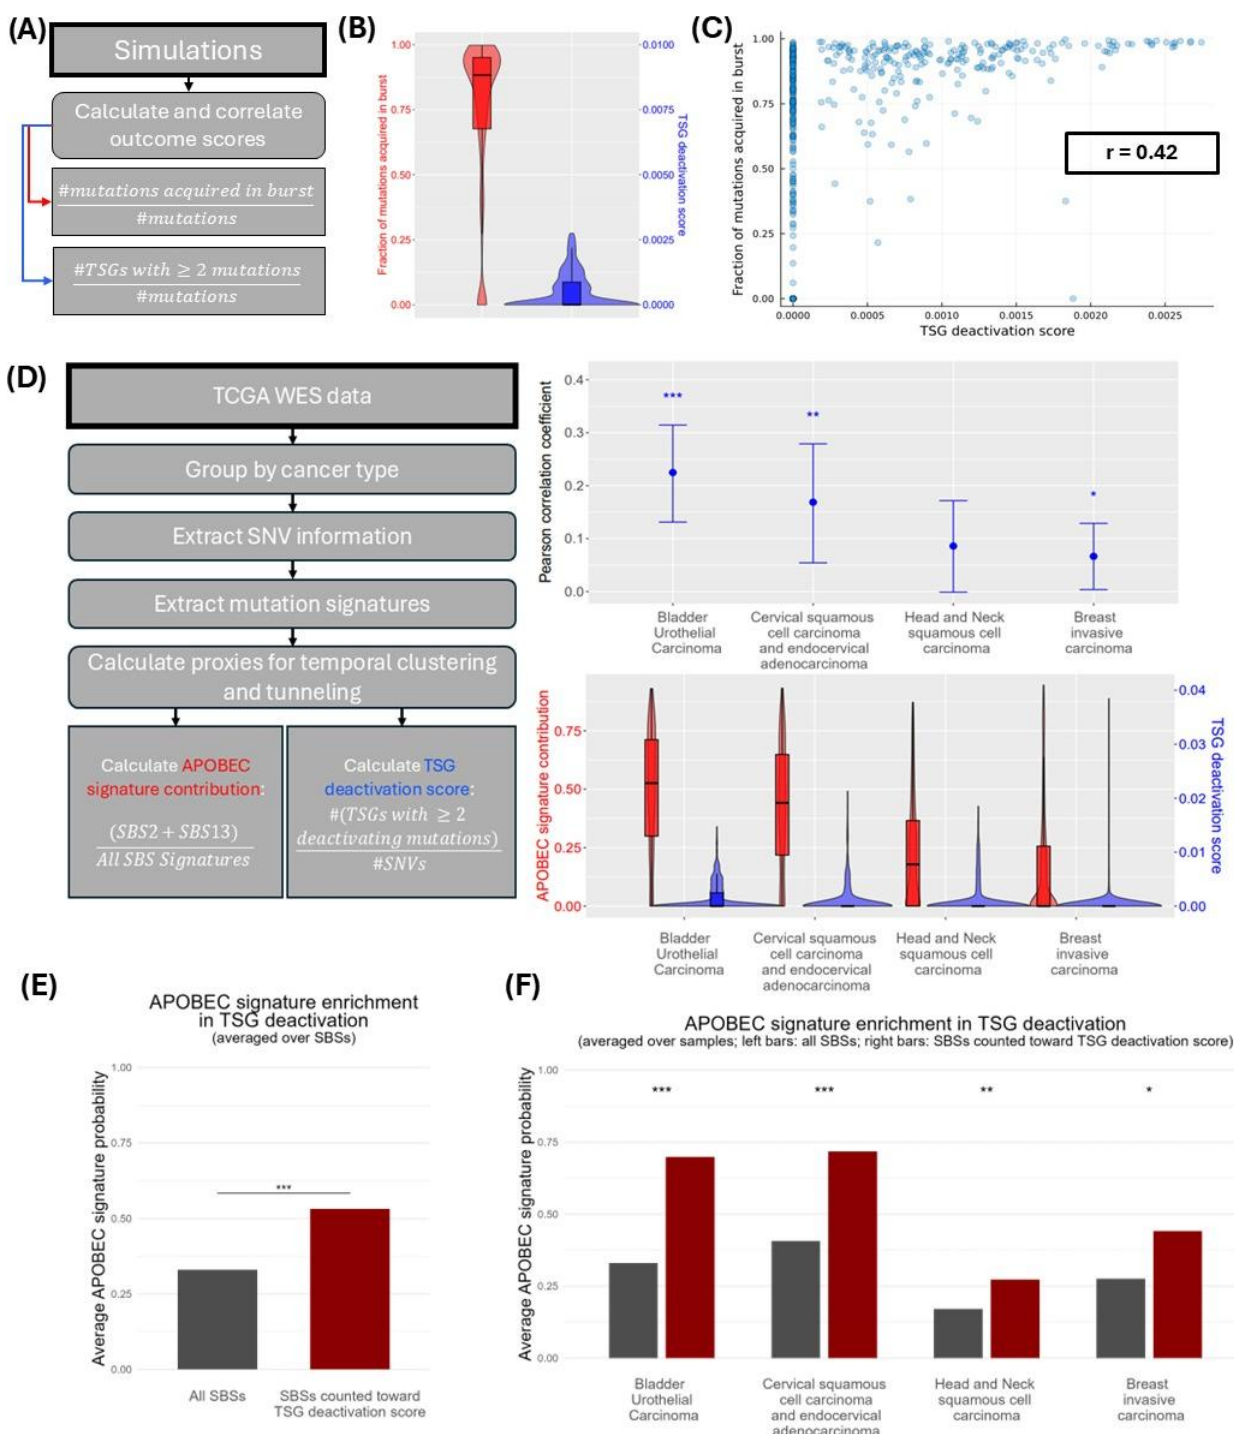 (A)
Simulations
Calculate and correlate
outcome scores
#mutations acquired in burst
#mutations
#TSGs with ≥ 2 mutations
#mutations
(B)
Fraction of mutations acquired in burst
1.00
0.75
0.50
0.25
0.00
0.0100
0.0075
0.0050
0.0025
0.0000
TSG deactivation score
(C)
Fraction of mutations acquired in burst
1.00
0.75
0.50
0.25
0.00
r = 0.42
0.0000 0.0005 0.0010 0.0015 0.0020 0.0025
TSG deactivation score
(D)
TCGA WES data
Group by cancer type
Extract SNV information
Extract mutation signatures
Calculate proxies for temporal clustering
and tunneling
Calculate APOBEC
signature contribution:
(SBS2 + SBS13)
All SBS Signatures
Calculate TSG
deactivation score:
#(TSGs with ≥ 2
deactivating mutations)
#SNVs
Pearson correlation coefficient
0.4
0.3
0.2
0.1
0.0
***
**
*
Bladder
Urothelial
Carcinoma
Cervical squamous
cell carcinoma
and endocervical
adenocarcinoma
Head and Neck
squamous cell
carcinoma
Breast
invasive
carcinoma
APOBEC signature contribution
0.75
0.50
0.25
0.00
0.04
0.03
0.02
0.01
0.00
TSG deactivation score
Bladder
Urothelial
Carcinoma
Cervical squamous
cell carcinoma
and endocervical
adenocarcinoma
Head and Neck
squamous cell
carcinoma
Breast
invasive
carcinoma
(E)
APOBEC signature enrichment
in TSG deactivation
(averaged over SBSs)
Average APOBEC signature probability
1.00
0.75
0.50
0.25
0.00
***
All SBSs
SBSs counted toward
TSG deactivation score
(F)
APOBEC signature enrichment in TSG deactivation
(averaged over samples; left bars: all SBSs; right bars: SBSs counted toward TSG deactivation score)
Average APOBEC signature probability
1.00
0.75
0.50
0.25
0.00
***
***
**
*
Bladder
Urothelial
Carcinoma
Cervical squamous
cell carcinoma
and endocervical
adenocarcinoma
Head and Neck
squamous cell
carcinoma
Breast
invasive
carcinoma